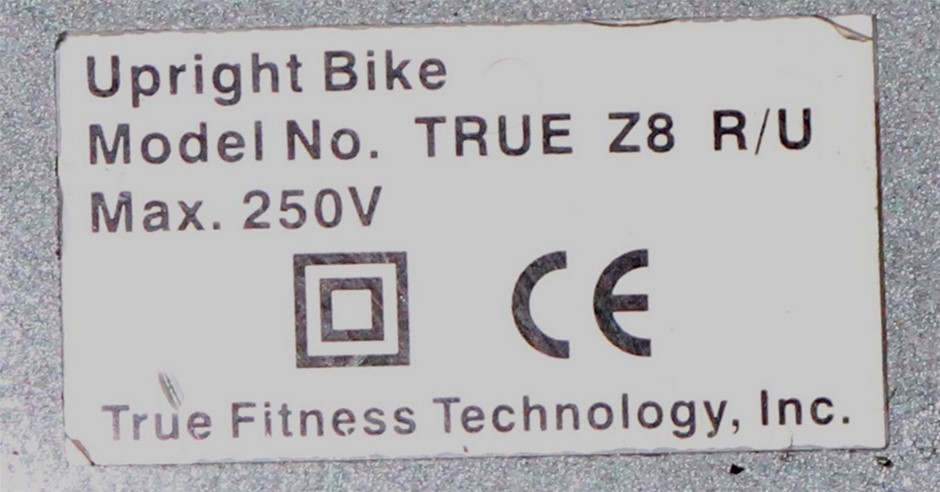 Upright Bike
Model No. TRUE Z8 R/U
Max. 250V
CE
True Fitness Technology, Inc.